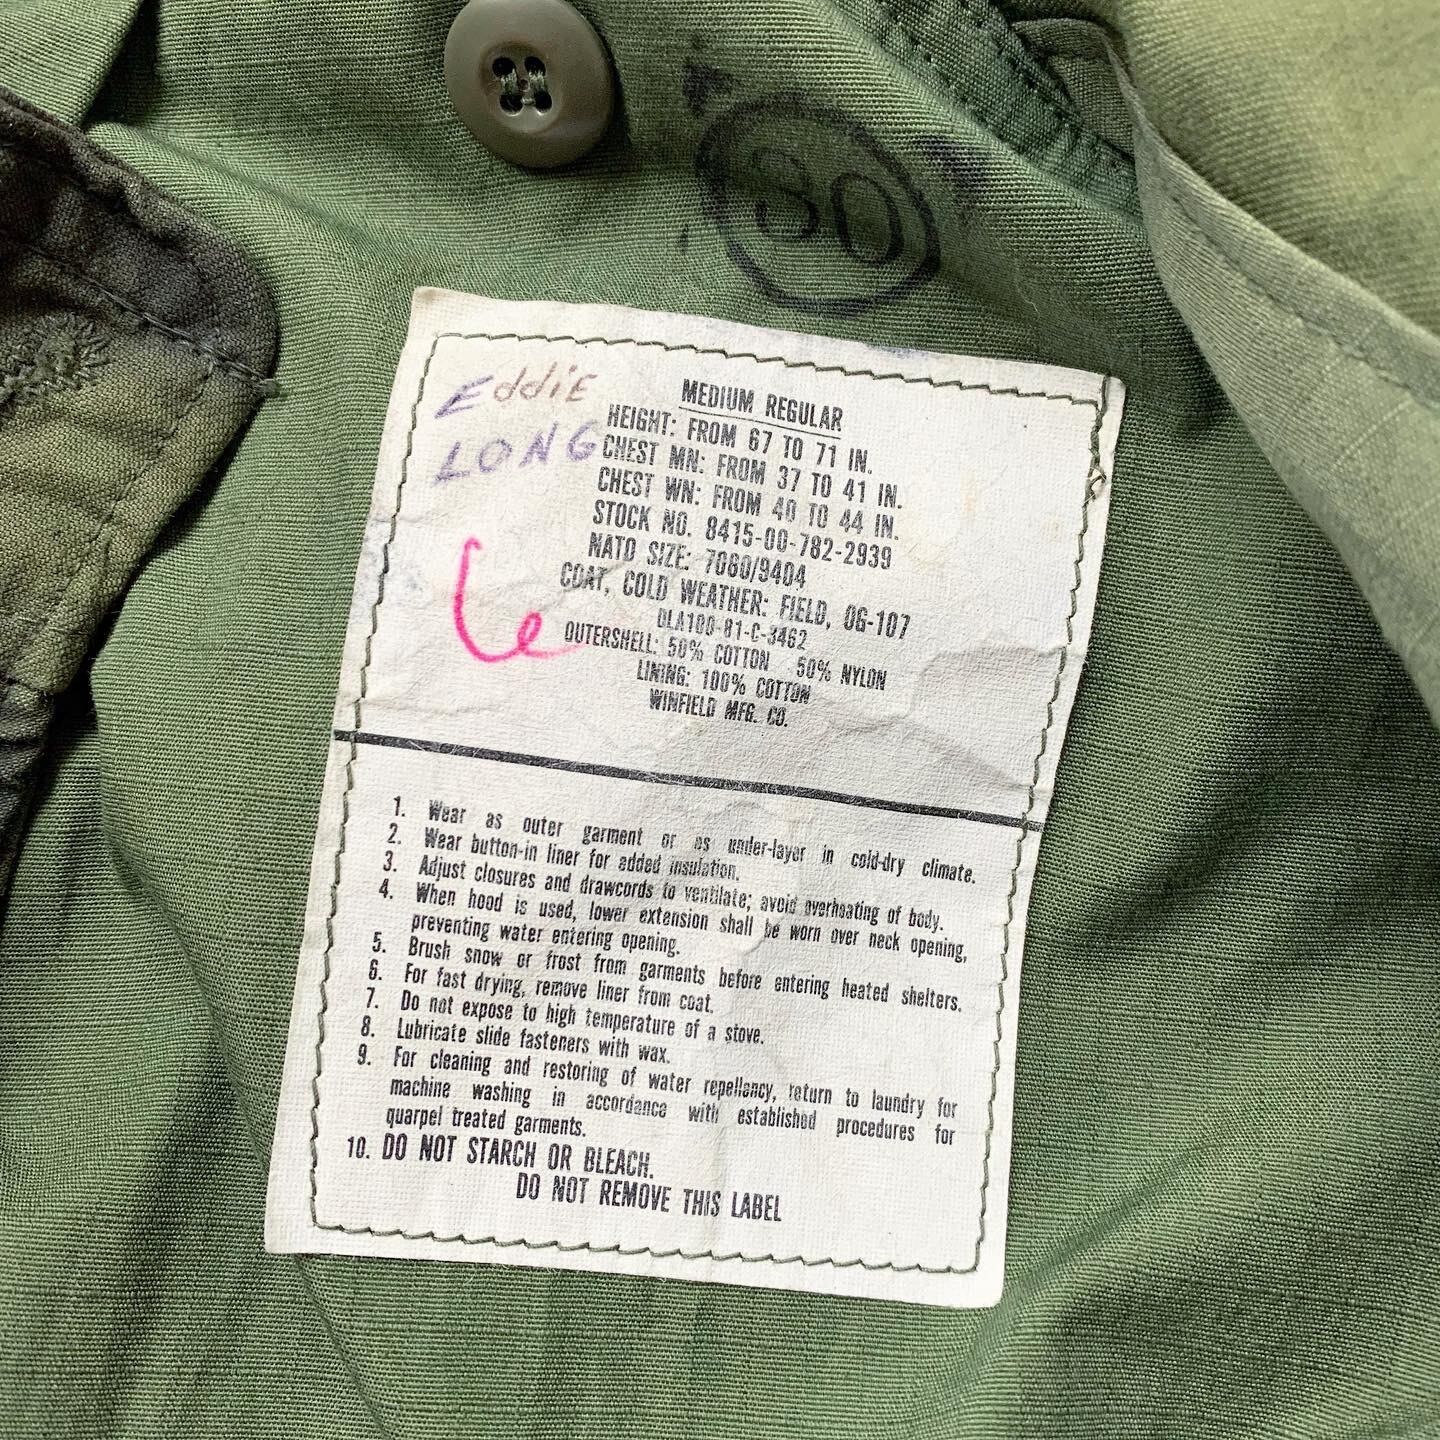 30
Eddie
LONG
6
MEDIUM REGULAR
HEIGHT: FROM 67 TO 71 IN.
CHEST MN: FROM 37 TO 41 IN.
CHEST WN: FROM 40 TO 44 IN.
STOCK NO. 8415-00-782-2939
NATO SIZE: 7080/9404
COAT, COLD WEATHER: FIELD, OG-107
DLA100-81-C-3462
OUTERSHELL: 50% COTTON 50% NYLON
LINING: 100% COTTON
WINFIELD MFG. CO.
1. Wear as outer garment or as under-layer in cold-dry climate.
2. Wear button-in liner for added insulation.
3. Adjust closures and drawcords to ventilate; avoid overheating of body.
4. When hood is used, lower extension shall be worn over neck opening,
preventing water entering opening.
5. Brush snow or frost from garments before entering heated shelters.
6. For fast drying, remove liner from coat.
7. Do not expose to high temperature of a stove.
8. Lubricate slide fasteners with wax.
9. For cleaning and restoring of water repellancy, return to laundry for
machine washing in accordance with established procedures for
quarpel treated garments.
10. DO NOT STARCH OR BLEACH.
DO NOT REMOVE THIS LABEL